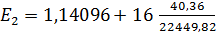 E₂ = 1,14096 + 16 40,36/22449,82